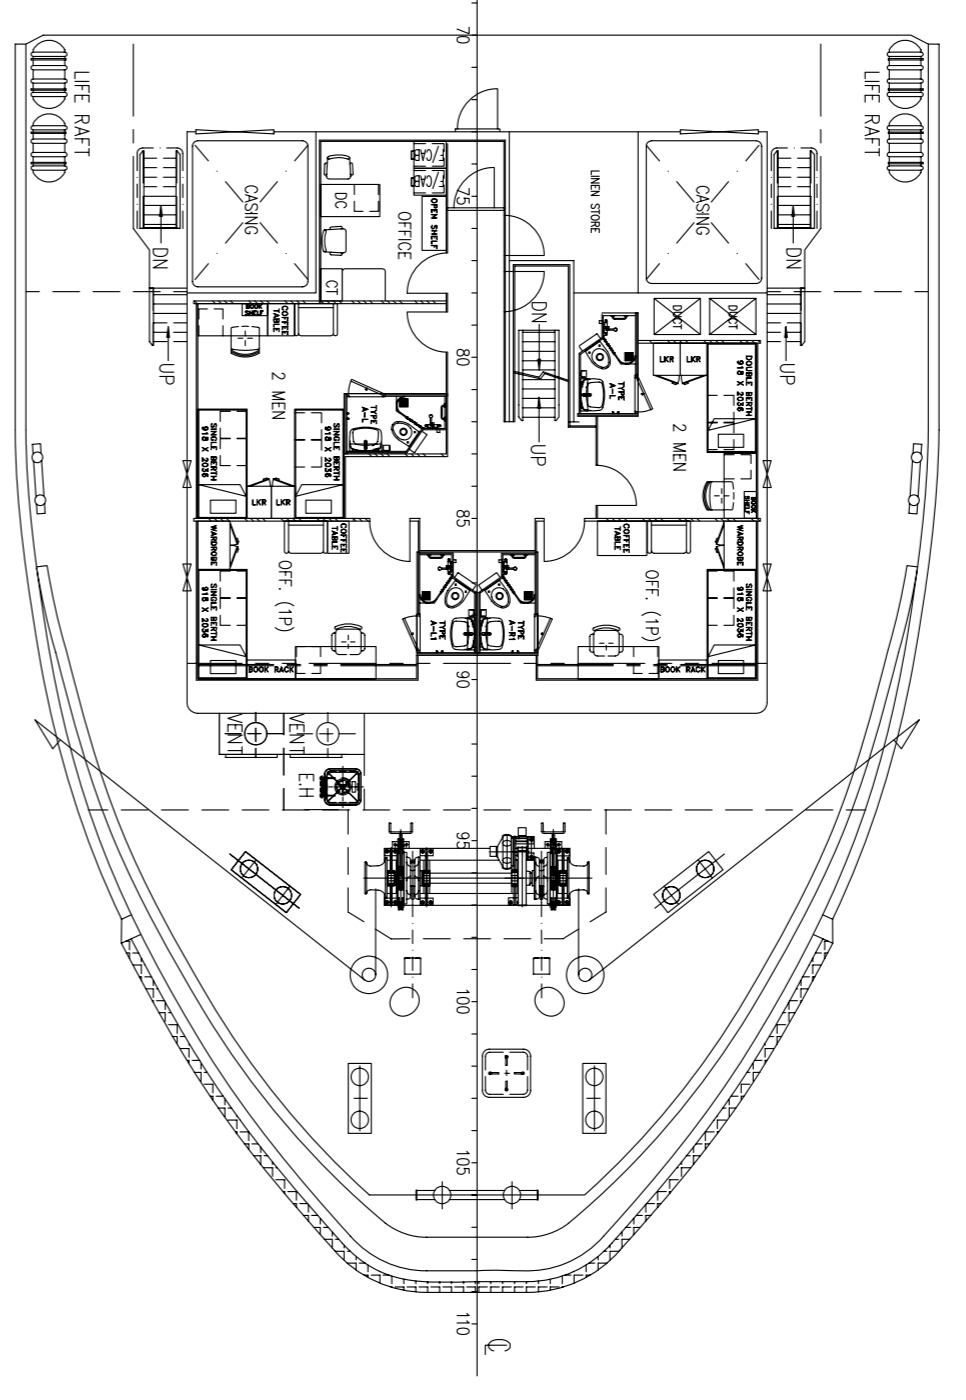 70
LIFE RAFT
LIFE RAFT
F/CAB
F/CAB
75
OPEN SHELF
DC
OFFICE
CT
CASING
LINEN STORE
CASING
DN
DN
DN
UP
UP
UP
DUCT
DUCT
BOOK
SHELF
COFFEE
TABLE
80
LKR
LKR
DOUBLE BERTH
918 X 2036
TYPE
A-L
2 MEN
TYPE
A-L
2 MEN
SINGLE BERTH
918 X 2036
SINGLE BERTH
918 X 2036
LKR
LKR
BOOK
SHELF
85
WARDROBE
COFFEE
TABLE
COFFEE
TABLE
WARDROBE
OFF. (1P)
OFF. (1P)
SINGLE BERTH
918 X 2036
SINGLE BERTH
918 X 2036
TYPE
A-L1
TYPE
A-R1
BOOK RACK
BOOK RACK
90
VENT
VENT
E.H
95
100
105
110
℄